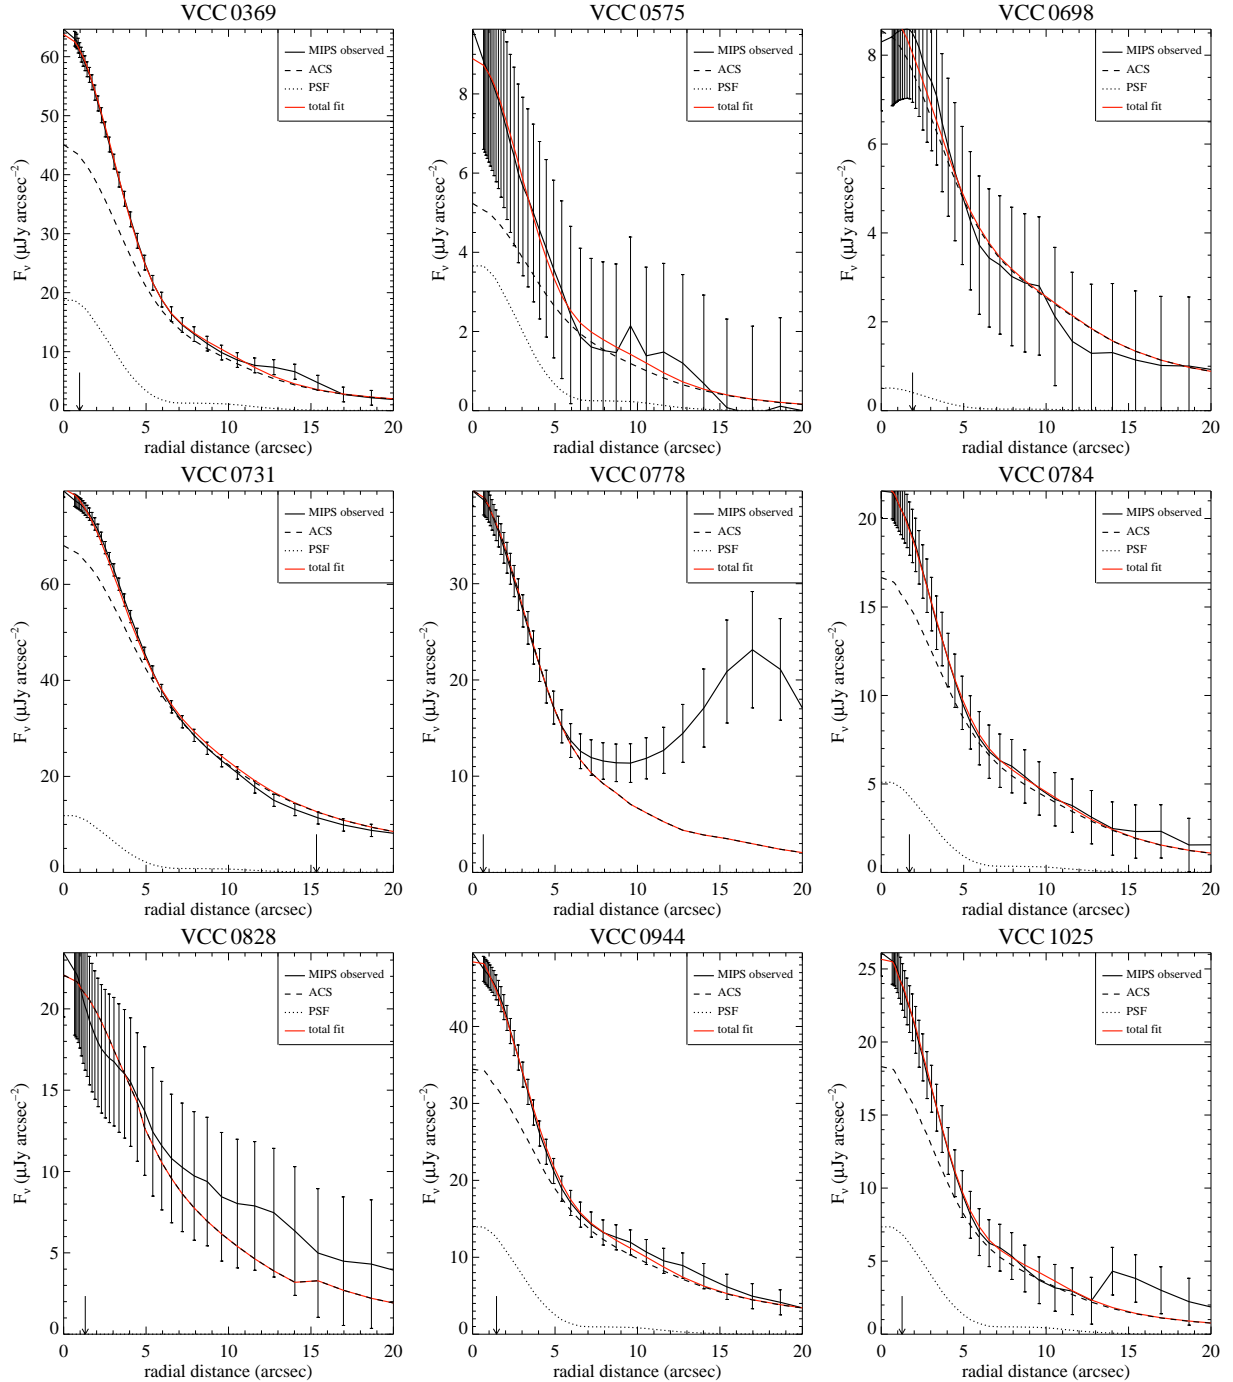 VCC 0369
VCC 0575
VCC 0698
MIPS observed
ACS
PSF
total fit
MIPS observed
ACS
PSF
total fit
MIPS observed
ACS
PSF
total fit
Fν (μJy arcsec−2)
60
50
40
30
20
10
0
Fν (μJy arcsec−2)
8
6
4
2
0
Fν (μJy arcsec−2)
8
6
4
2
0
0 5 10 15 20
0 5 10 15 20
0 5 10 15 20
radial distance (arcsec)
radial distance (arcsec)
radial distance (arcsec)
VCC 0731
VCC 0778
VCC 0784
MIPS observed
ACS
PSF
total fit
MIPS observed
ACS
PSF
total fit
MIPS observed
ACS
PSF
total fit
Fν (μJy arcsec−2)
60
40
20
0
Fν (μJy arcsec−2)
30
20
10
0
Fν (μJy arcsec−2)
20
15
10
5
0
0 5 10 15 20
0 5 10 15 20
0 5 10 15 20
radial distance (arcsec)
radial distance (arcsec)
radial distance (arcsec)
VCC 0828
VCC 0944
VCC 1025
MIPS observed
ACS
PSF
total fit
MIPS observed
ACS
PSF
total fit
MIPS observed
ACS
PSF
total fit
Fν (μJy arcsec−2)
20
15
10
5
0
Fν (μJy arcsec−2)
40
30
20
10
0
Fν (μJy arcsec−2)
25
20
15
10
5
0
0 5 10 15 20
0 5 10 15 20
0 5 10 15 20
radial distance (arcsec)
radial distance (arcsec)
radial distance (arcsec)